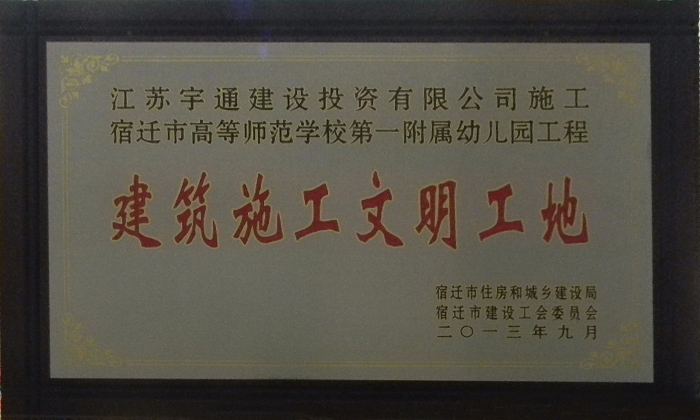 江苏宇通建设投资有限公司施工
宿迁市高等师范学校第一附属幼儿园工程
建筑施工文明工地
宿迁市住房和城乡建设局
宿迁市建设工会委员会
二〇一三年九月